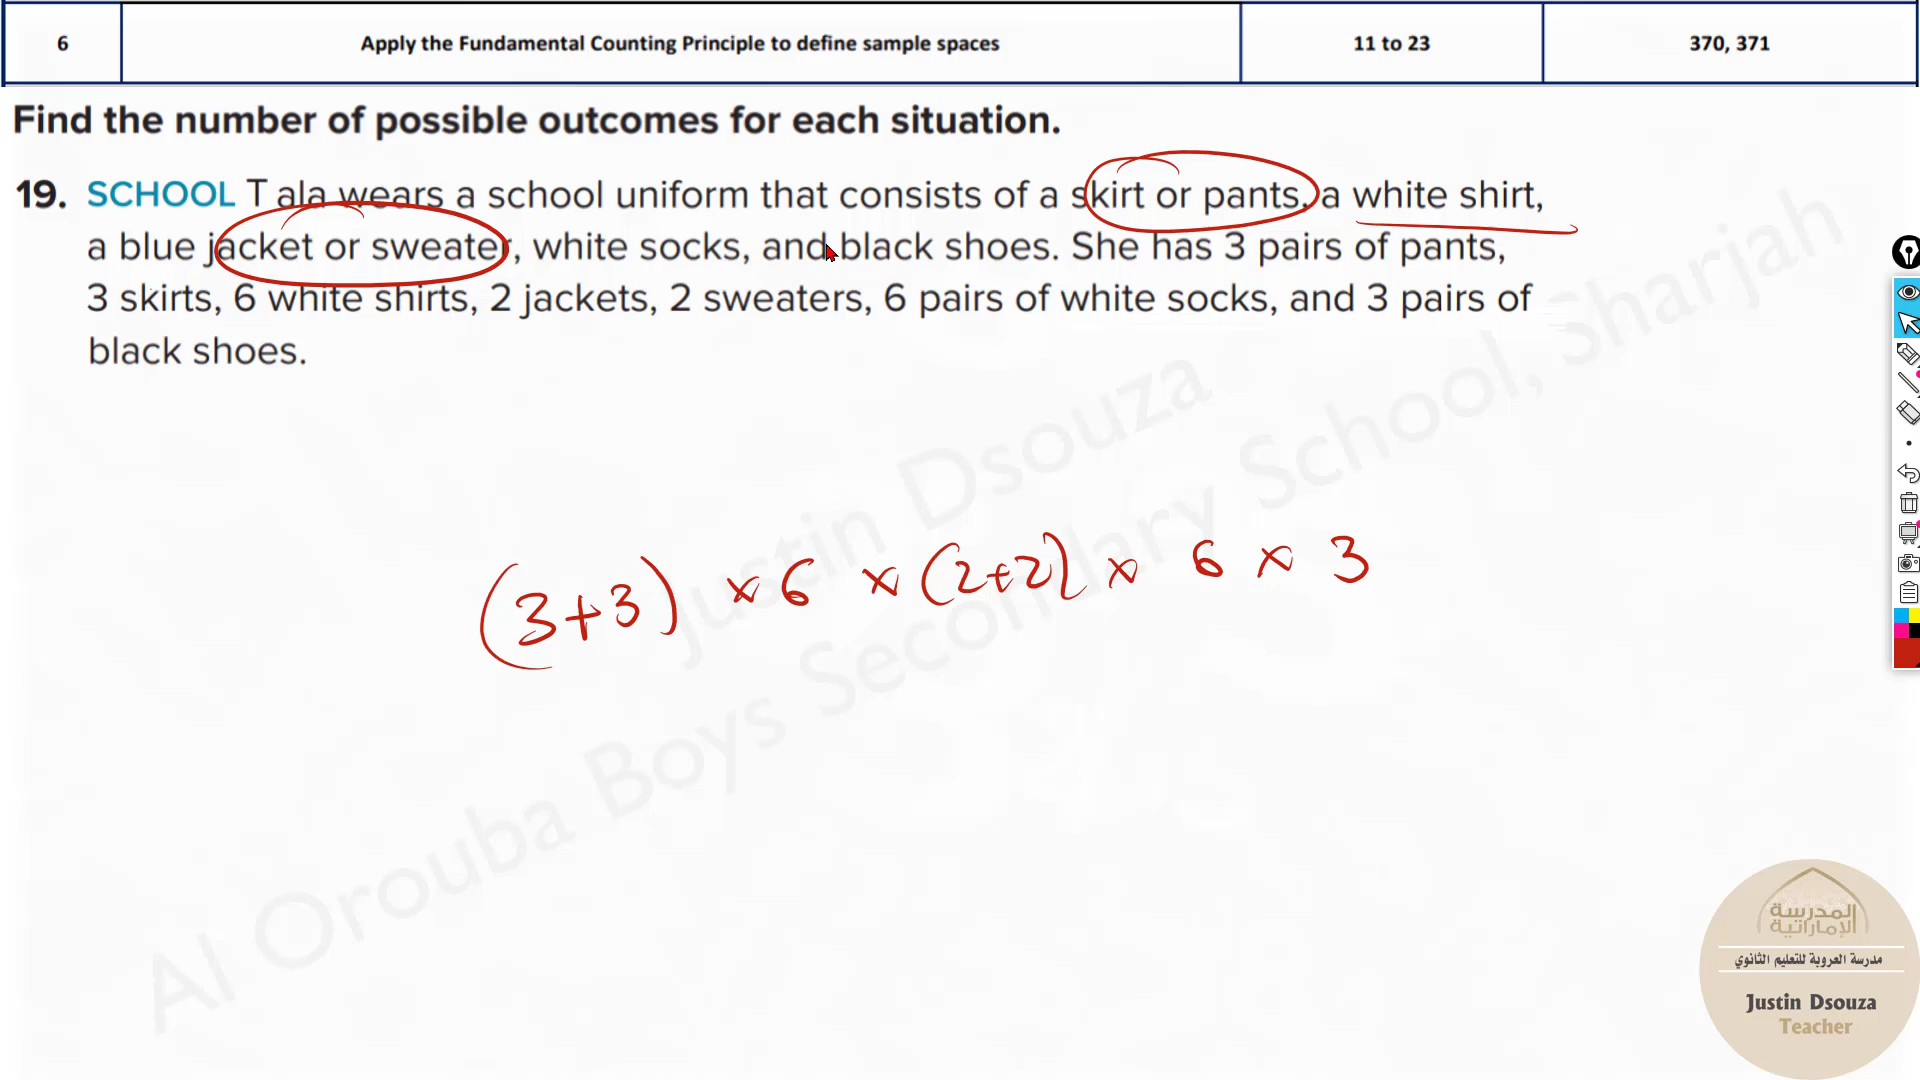 6 Apply the Fundamental Counting Principle to define sample spaces 11 to 23 370, 371
Find the number of possible outcomes for each situation.
19. SCHOOL T ala wears a school uniform that consists of a skirt or pants, a white shirt,
a blue jacket or sweater, white socks, and black shoes. She has 3 pairs of pants,
3 skirts, 6 white shirts, 2 jackets, 2 sweaters, 6 pairs of white socks, and 3 pairs of
black shoes.
(3+3) × 6 × (2+2) × 6 × 3
Justin Dsouza
Al Orouba Boys Secondary School, Sharjah
المدرسة
الإماراتية
مدرسة العروبة للتعليم الثانوي
Justin Dsouza
Teacher